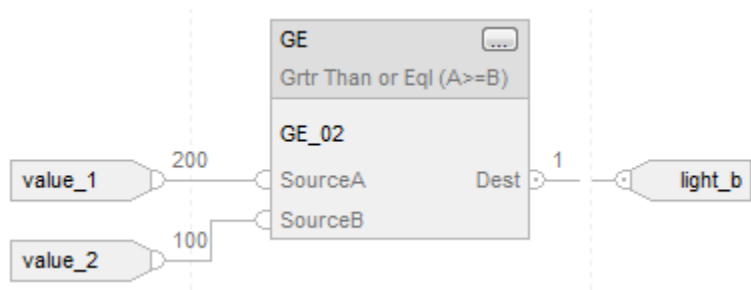 GE
...
Grtr Than or Eql (A>=B)
GE_02
200
value_1
SourceA
Dest
1
light_b
SourceB
100
value_2